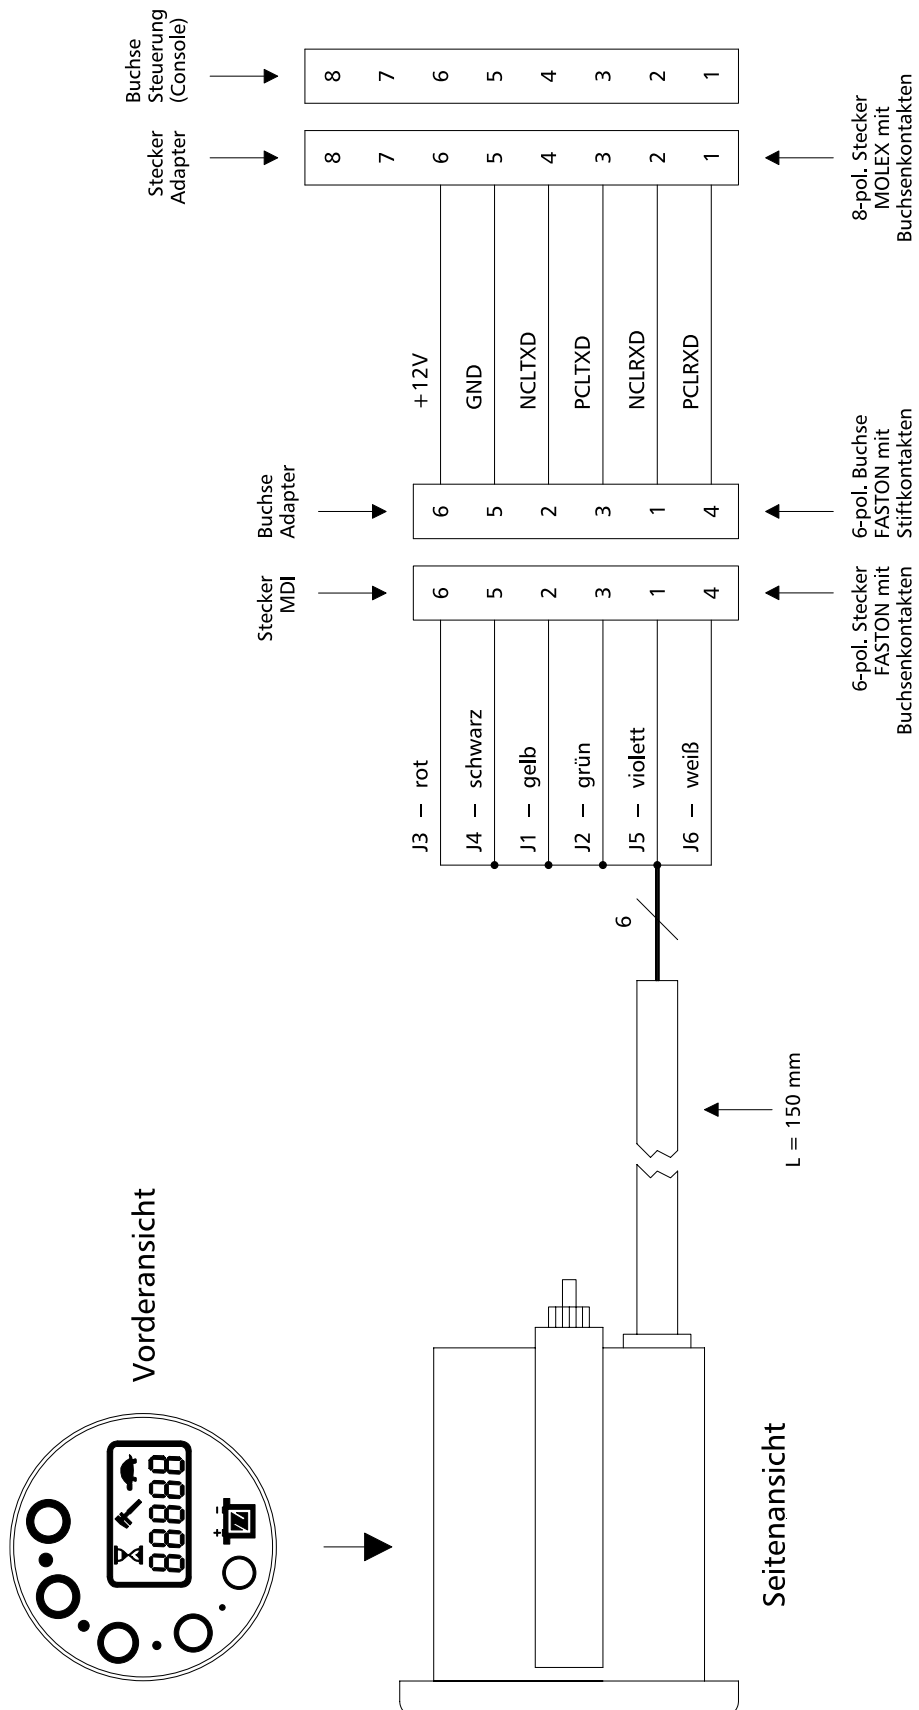 Vorderansicht
88888
+ −
Seitenansicht
L = 150 mm
6
J3 – rot
J4 – schwarz
J1 – gelb
J2 – grün
J5 – violett
J6 – weiß
Stecker
MDI
6
5
2
3
1
4
6-pol. Stecker
FASTON mit
Buchsenkontakten
Buchse
Adapter
6
5
2
3
1
4
6-pol. Buchse
FASTON mit
Stiftkontakten
+12V
GND
NCLTXD
PCLTXD
NCLRXD
PCLRXD
Stecker
Adapter
8
7
6
5
4
3
2
1
8-pol. Stecker
MOLEX mit
Buchsenkontakten
Buchse
Steuerung
(Console)
8
7
6
5
4
3
2
1